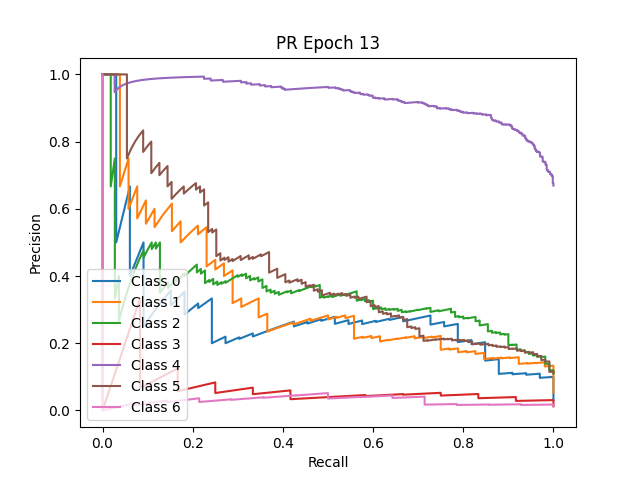 PR Epoch 13
Precision
1.0
0.8
0.6
0.4
0.2
0.0
Class 0
Class 1
Class 2
Class 3
Class 4
Class 5
Class 6
0.0 0.2 0.4 0.6 0.8 1.0
Recall